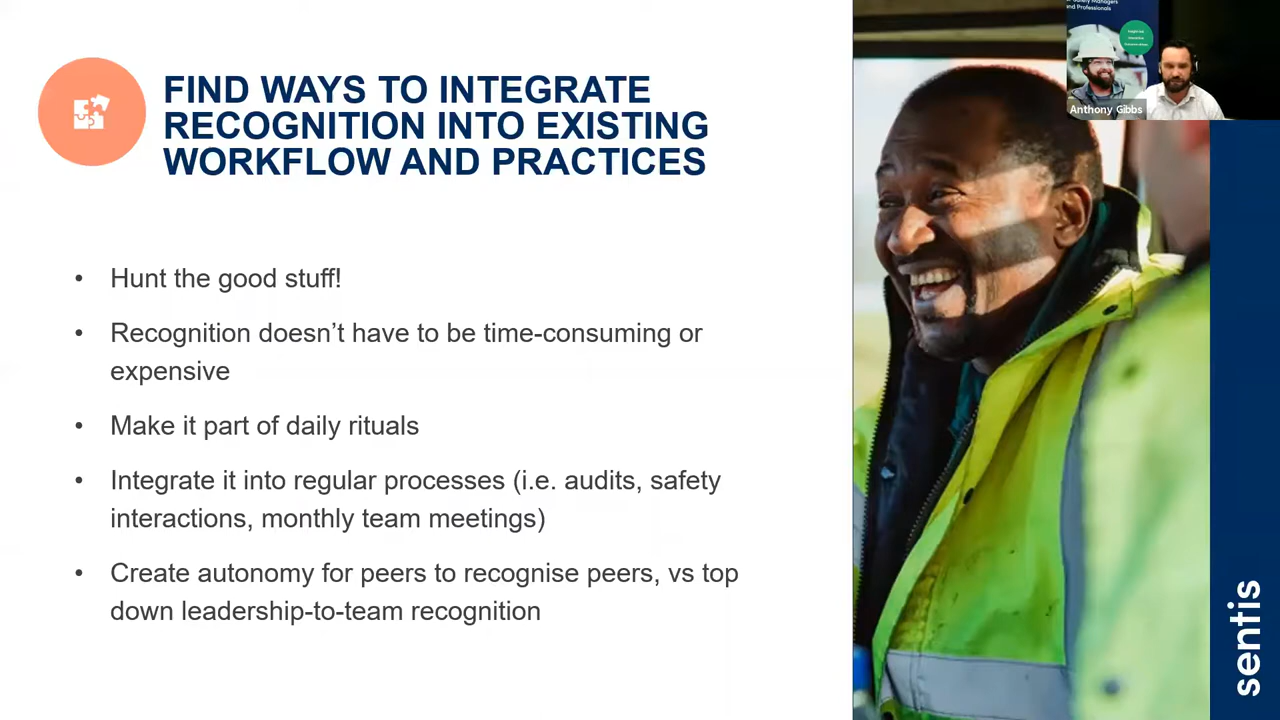 FIND WAYS TO INTEGRATE
RECOGNITION INTO EXISTING
WORKFLOW AND PRACTICES
• Hunt the good stuff!
• Recognition doesn’t have to be time-consuming or
expensive
• Make it part of daily rituals
• Integrate it into regular processes (i.e. audits, safety
interactions, monthly team meetings)
• Create autonomy for peers to recognise peers, vs top
down leadership-to-team recognition
and Professionals
Anthony Gibbs
sentis